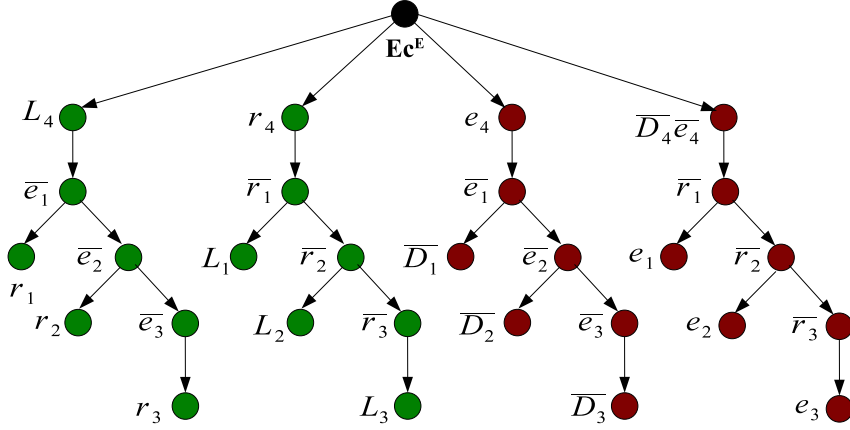 Ec^E
L_4 r_4 e_4 \overline{D_4}\overline{e_4}
\overline{e_1} \overline{r_1} \overline{e_1} \overline{r_1}
r_1 \overline{e_2} L_1 \overline{r_2} \overline{D_1} \overline{e_2} e_1 \overline{r_2}
r_2 \overline{e_3} L_2 \overline{r_3} \overline{D_2} \overline{e_3} e_2 \overline{r_3}
r_3 L_3 \overline{D_3} e_3